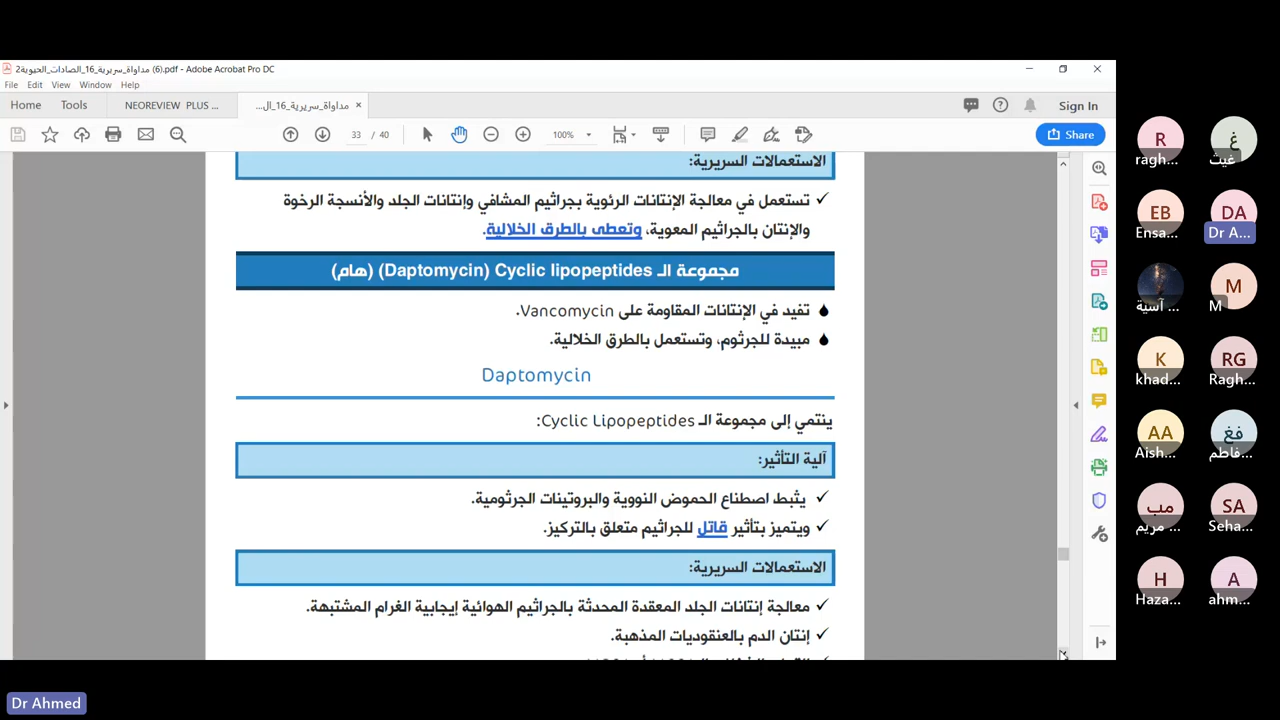 مداواة_سريرية_16_الصادات_الحيوية2 (6).pdf - Adobe Acrobat Pro DC
File Edit View Window Help
Home Tools NEOREVIEW PLUS ... مداواة_سريرية_16_ال... × Sign In
33 / 40 100% Share
الاستعمالات السريرية:
✓ تستعمل في معالجة الإنتانات الرئوية بجراثيم المشافي وإنتانات الجلد والأنسجة الرخوة
والإنتان بالجراثيم المعوية، وتعطى بالطرق الخلالية.
مجموعة الـ Cyclic lipopeptides (Daptomycin) (هام)
تفيد في الإنتانات المقاومة على Vancomycin.
مبيدة للجرثوم، وتستعمل بالطرق الخلالية.
Daptomycin
ينتمي إلى مجموعة الـ Cyclic Lipopeptides:
آلية التأثير:
✓ يثبط اصطناع الحموض النووية والبروتينات الجرثومية.
✓ ويتميز بتأثير قاتل للجراثيم متعلق بالتركيز.
الاستعمالات السريرية:
✓ معالجة إنتانات الجلد المعقدة المحدثة بالجراثيم الهوائية إيجابية الغرام المشتبهة.
✓ إنتان الدم بالعنقوديات المذهبة.
R غ
ragh... غيث
EB DA
Ensa... Dr A...
M
آسية ... M
K RG
khad... Ragh...
AA فغ
Aish... فاطم...
مب SA
مريم ... Seha...
H A
Haza... ahm...
Dr Ahmed